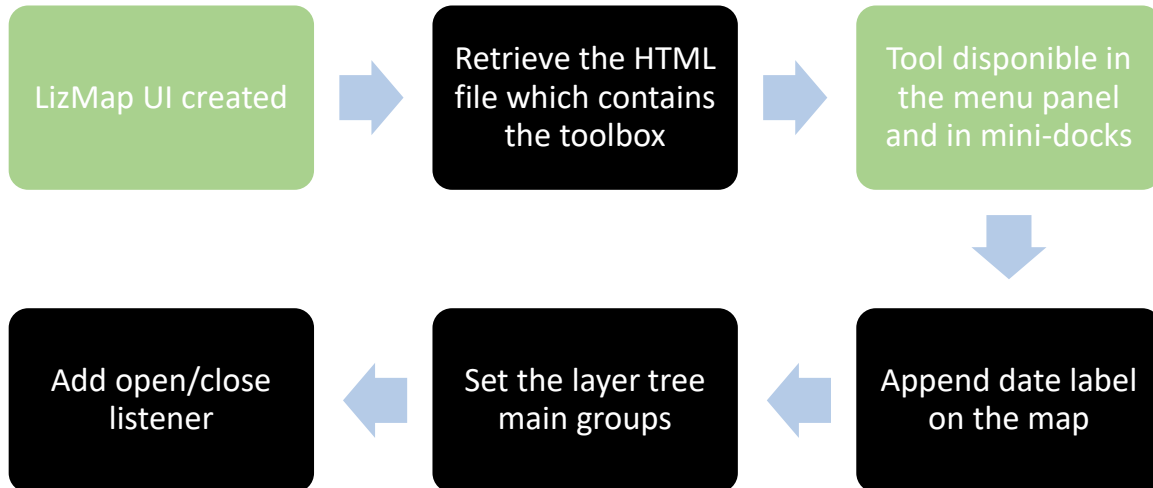 LizMap UI created
Retrieve the HTML
file which contains
the toolbox
Tool disponible in
the menu panel
and in mini-docks
Append date label
on the map
Set the layer tree
main groups
Add open/close
listener